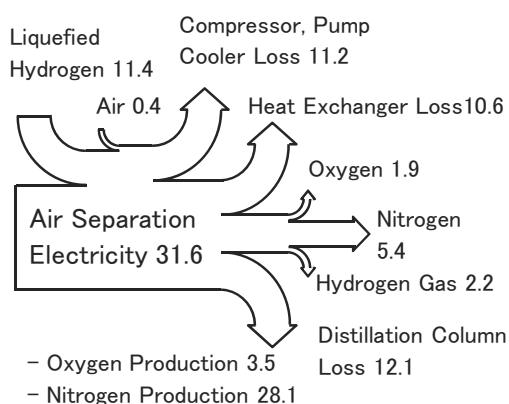 Liquefied
Hydrogen 11.4
Compressor, Pump
Cooler Loss 11.2
Air 0.4
Heat Exchanger Loss10.6
Oxygen 1.9
Air Separation
Electricity 31.6
Nitrogen
5.4
Hydrogen Gas 2.2
Distillation Column
Loss 12.1
- Oxygen Production 3.5
- Nitrogen Production 28.1